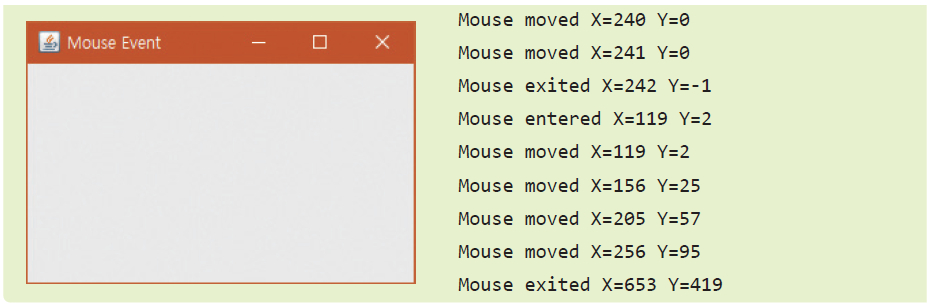 Mouse Event
Mouse moved X=240 Y=0
Mouse moved X=241 Y=0
Mouse exited X=242 Y=-1
Mouse entered X=119 Y=2
Mouse moved X=119 Y=2
Mouse moved X=156 Y=25
Mouse moved X=205 Y=57
Mouse moved X=256 Y=95
Mouse exited X=653 Y=419